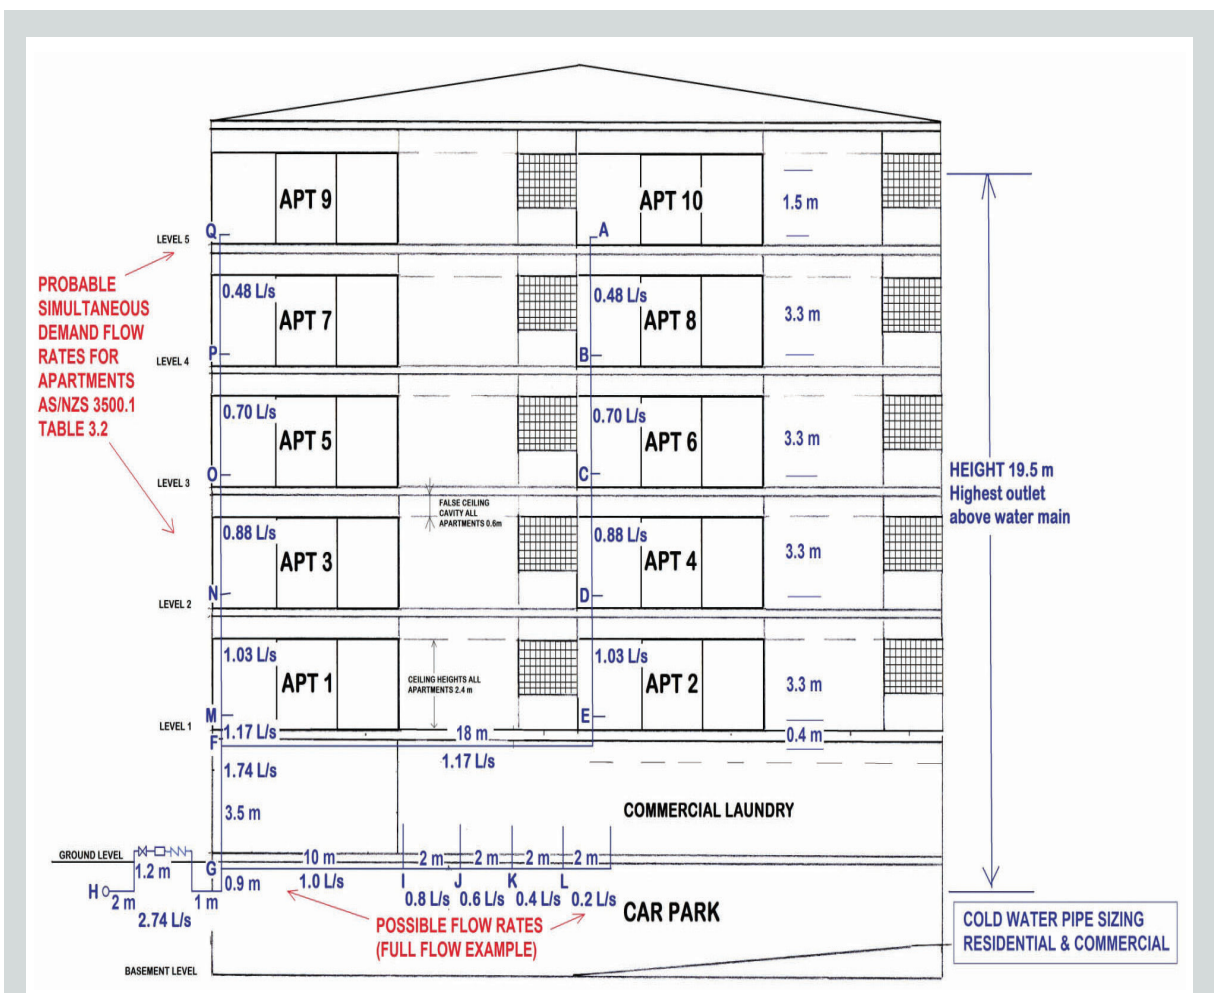 APT 9
APT 10
1.5 m
Q
A
LEVEL 5
PROBABLE
SIMULTANEOUS
DEMAND FLOW
RATES FOR
APARTMENTS
AS/NZS 3500.1
TABLE 3.2
0.48 L/s
APT 7
0.48 L/s
APT 8
3.3 m
P
B
LEVEL 4
0.70 L/s
APT 5
0.70 L/s
APT 6
3.3 m
O
C
LEVEL 3
HEIGHT 19.5 m
Highest outlet
above water main
FALSE CEILING
CAVITY ALL
APARTMENTS 0.6m
0.88 L/s
APT 3
0.88 L/s
APT 4
3.3 m
N
D
LEVEL 2
1.03 L/s
APT 1
CEILING HEIGHTS ALL
APARTMENTS 2.4 m
1.03 L/s
APT 2
3.3 m
M
E
LEVEL 1
1.17 L/s
18 m
0.4 m
F
1.17 L/s
1.74 L/s
3.5 m
COMMERCIAL LAUNDRY
GROUND LEVEL
1.2 m
G
10 m
2 m
2 m
2 m
2 m
H
2 m
1 m
0.9 m
1.0 L/s
I
J
K
L
0.8 L/s
0.6 L/s
0.4 L/s
0.2 L/s
2.74 L/s
POSSIBLE FLOW RATES
(FULL FLOW EXAMPLE)
CAR PARK
COLD WATER PIPE SIZING
RESIDENTIAL & COMMERCIAL
BASEMENT LEVEL